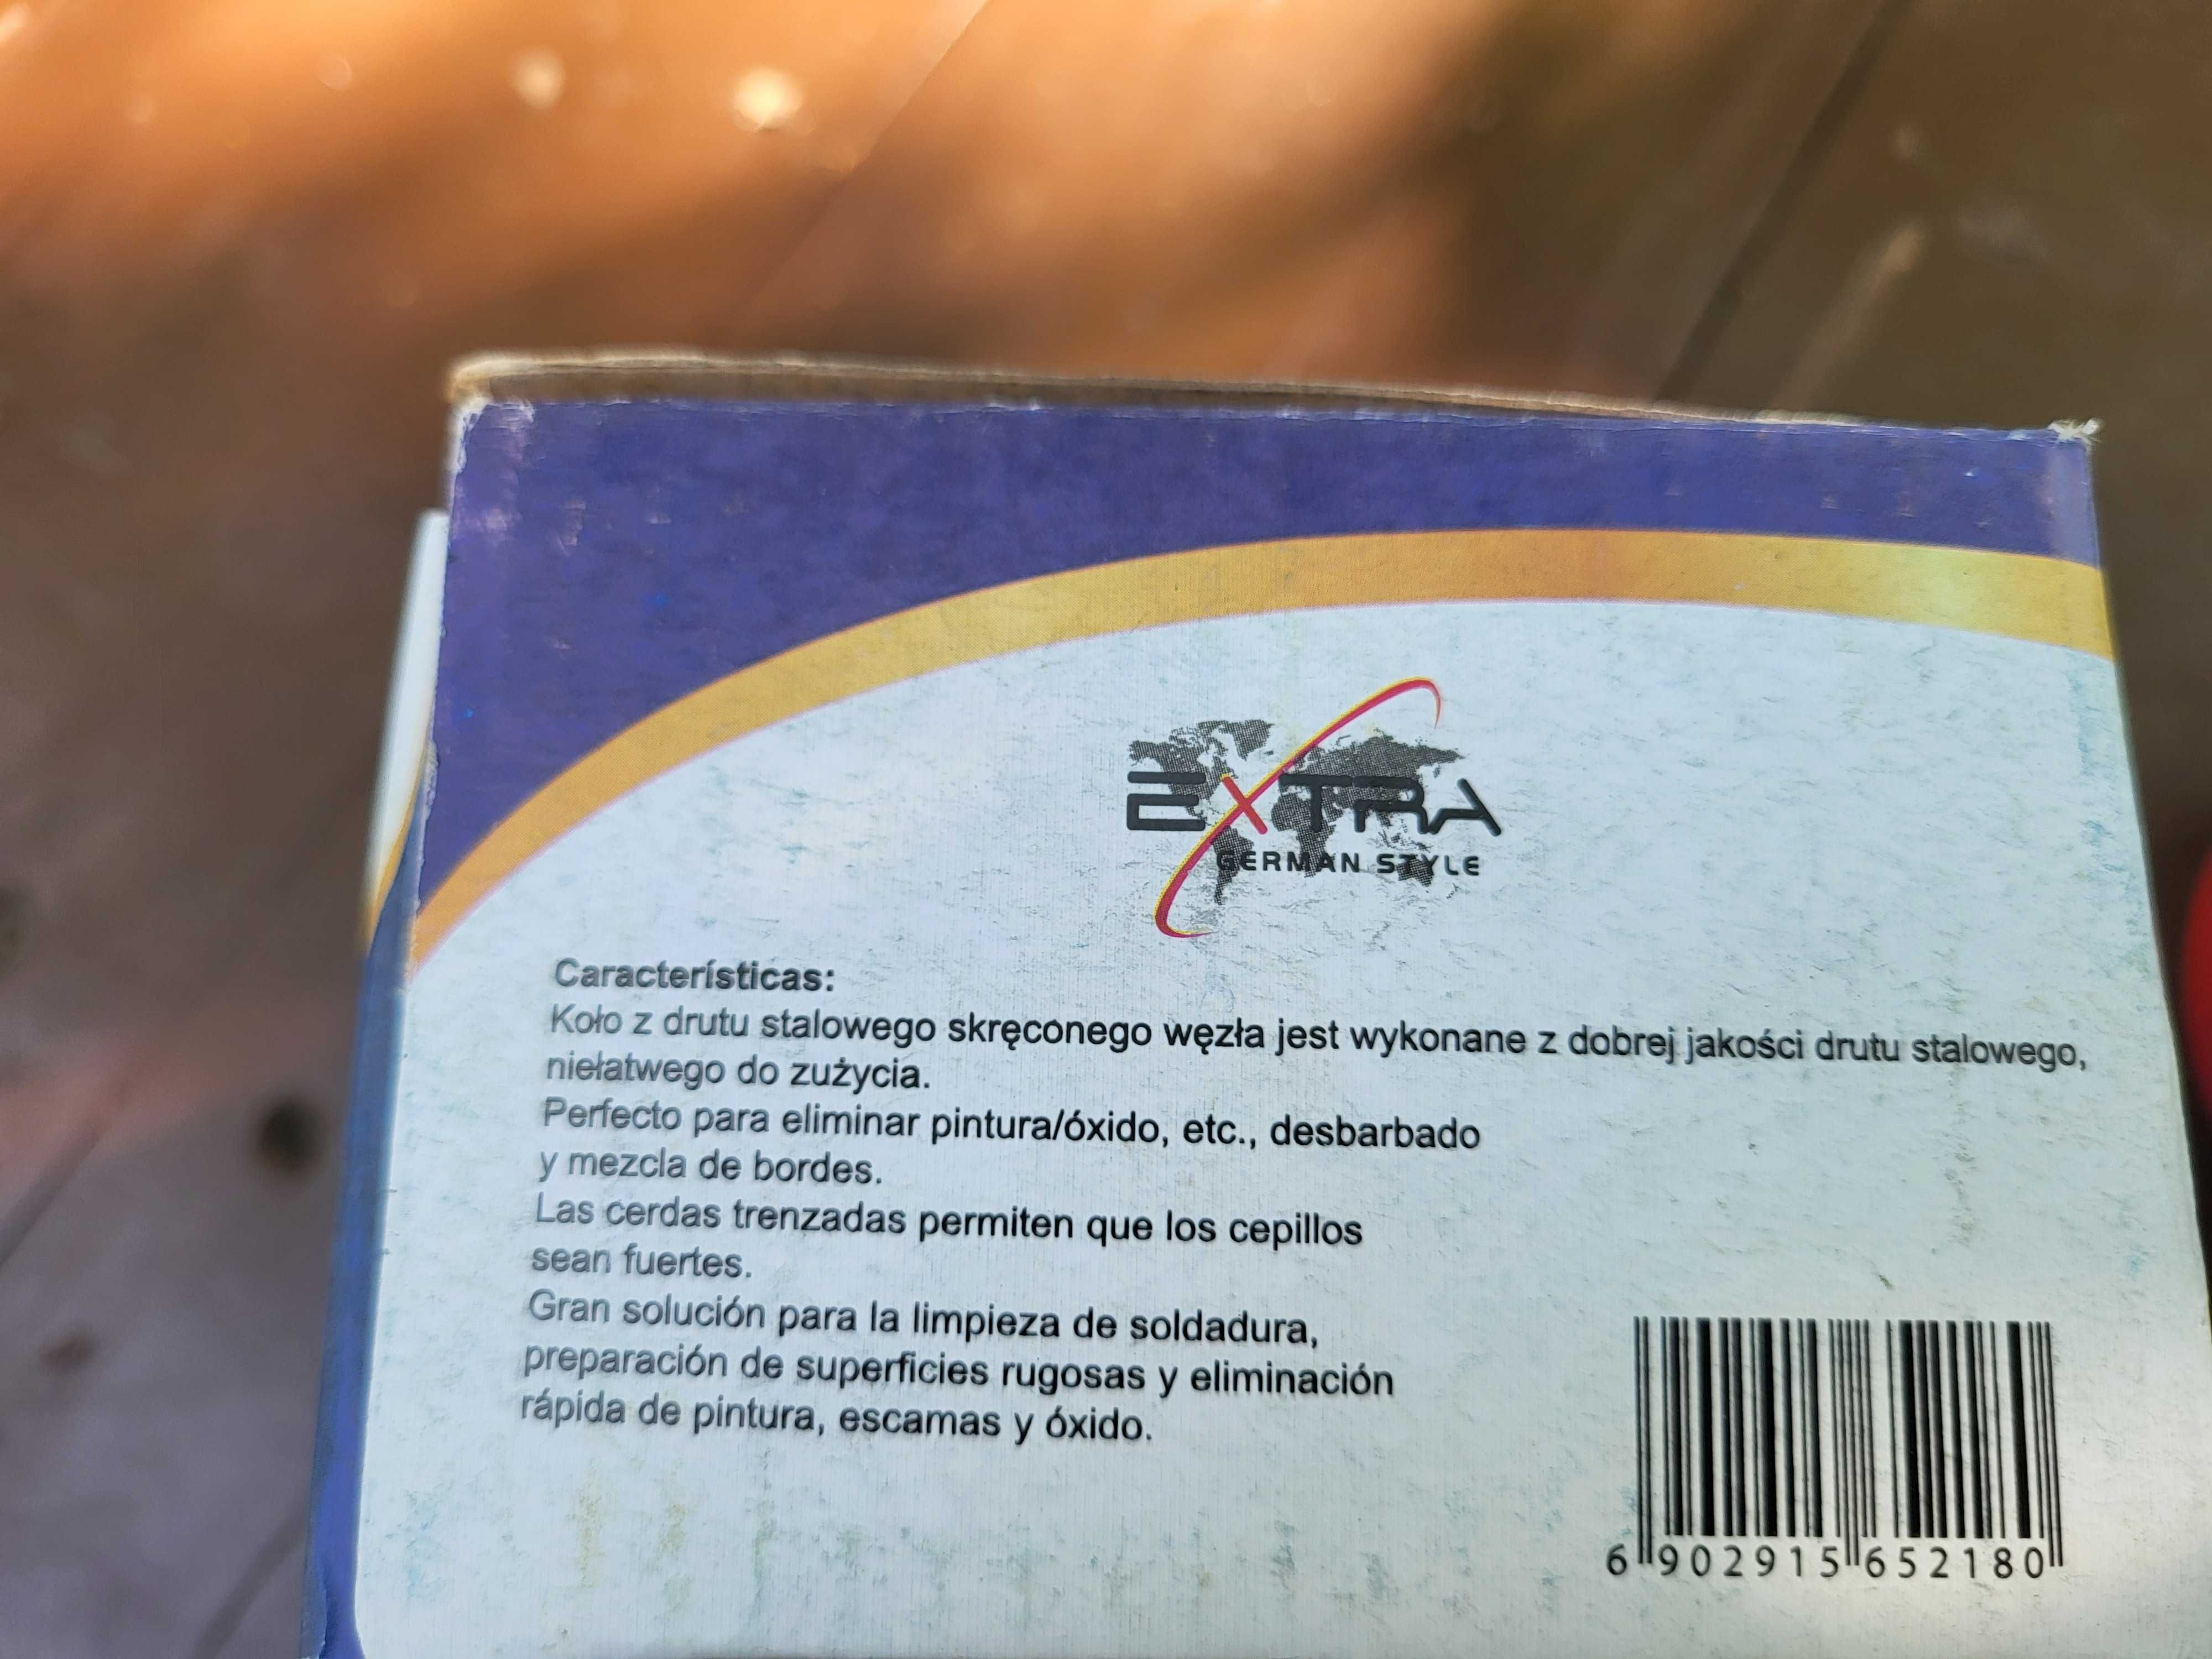 EXTRA
GERMAN STYLE
Características:
Koło z drutu stalowego skręconego węzła jest wykonane z dobrej jakości drutu stalowego,
niełatwego do zużycia.
Perfecto para eliminar pintura/óxido, etc., desbarbado
y mezcla de bordes.
Las cerdas trenzadas permiten que los cepillos
sean fuertes.
Gran solución para la limpieza de soldadura,
preparación de superficies rugosas y eliminación
rápida de pintura, escamas y óxido.
6 902915 652180